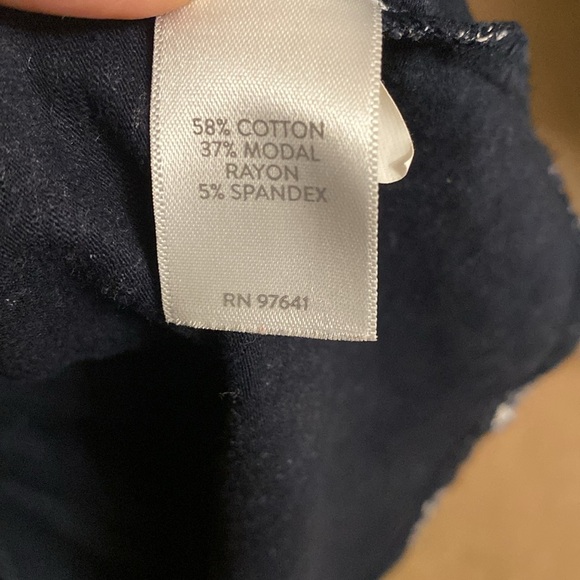 58% COTTON
37% MODAL
RAYON
5% SPANDEX
RN 97641